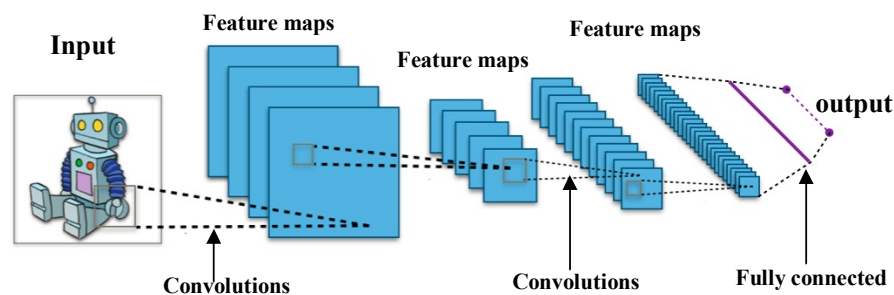 Feature maps
Feature maps
Input
Feature maps
output
Convolutions
Convolutions
Fully connected